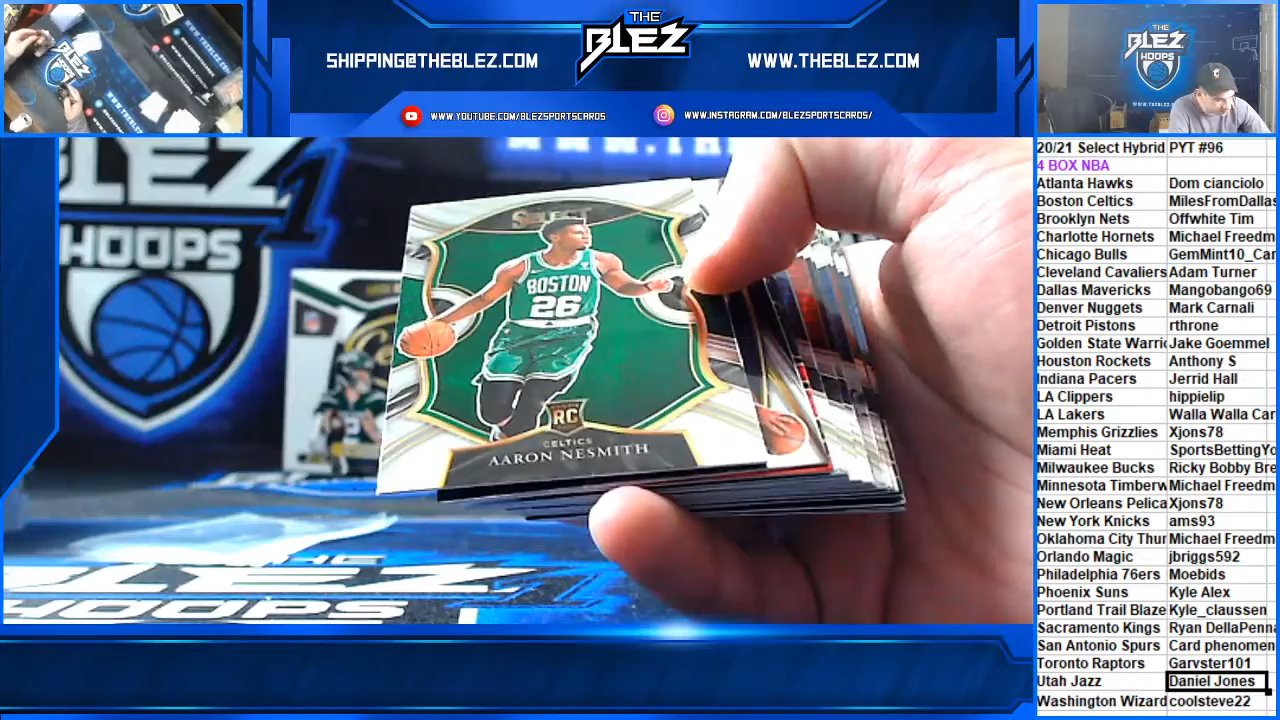 THE
BLEZ
SHIPPING@THEBLEZ.COM
WWW.THEBLEZ.COM
WWW.YOUTUBE.COM/BLEZSPORTSCARDS
WWW.INSTAGRAM.COM/BLEZSPORTSCARDS/
THE
BLEZ
HOOPS
HOOPS
SELECT
BOSTON
26
RC
CELTICS
AARON NESMITH
THE
BLEZ
HOOPS
20/21 Select Hybrid PYT #96
4 BOX NBA
Atlanta Hawks Dom cianciolo
Boston Celtics MilesFromDallas
Brooklyn Nets Offwhite Tim
Charlotte Hornets Michael Freedm
Chicago Bulls GemMint10_Car
Cleveland Cavaliers Adam Turner
Dallas Mavericks Mangobango69
Denver Nuggets Mark Carnali
Detroit Pistons rthrone
Golden State Warri Jake Goemmel
Houston Rockets Anthony S
Indiana Pacers Jerrid Hall
LA Clippers hippielip
LA Lakers Walla Walla Car
Memphis Grizzlies Xjons78
Miami Heat SportsBettingYo
Milwaukee Bucks Ricky Bobby Bre
Minnesota Timberw Michael Freedm
New Orleans Pelica Xjons78
New York Knicks ams93
Oklahoma City Thur Michael Freedm
Orlando Magic jbriggs592
Philadelphia 76ers Moebids
Phoenix Suns Kyle Alex
Portland Trail Blaze Kyle_claussen
Sacramento Kings Ryan DellaPenna
San Antonio Spurs Card phenomen
Toronto Raptors Garvster101
Utah Jazz Daniel Jones
Washington Wizard coolsteve22